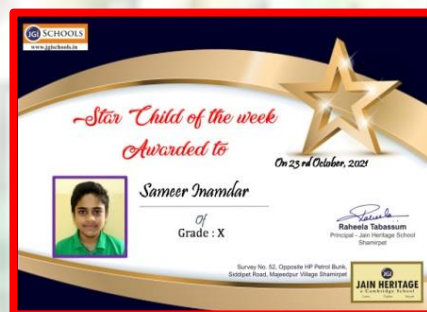 JGI SCHOOLS
www.jgischools.in
Star Child of the week
Awarded to
On 23 rd October, 2021
Sameer Inamdar
Of
Grade : X
Raheela Tabassum
Principal - Jain Heritage School
Shamirpet
Survey No. 52, Opposite HP Petrol Bunk,
Siddipet Road, Majeedpur Village Shamirpet
JGI
JAIN HERITAGE
a Cambridge School